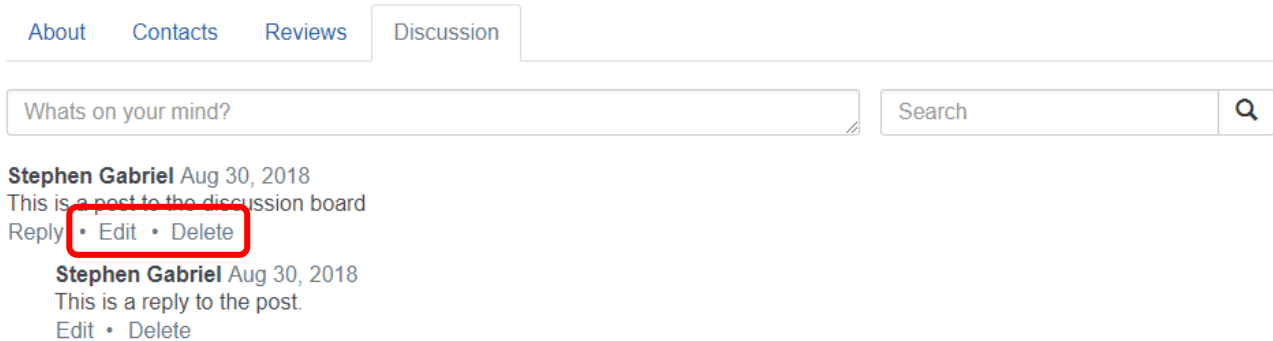 About Contacts Reviews Discussion
Whats on your mind? Search
Stephen Gabriel Aug 30, 2018
This is a post to the discussion board
Reply • Edit • Delete
Stephen Gabriel Aug 30, 2018
This is a reply to the post.
Edit • Delete